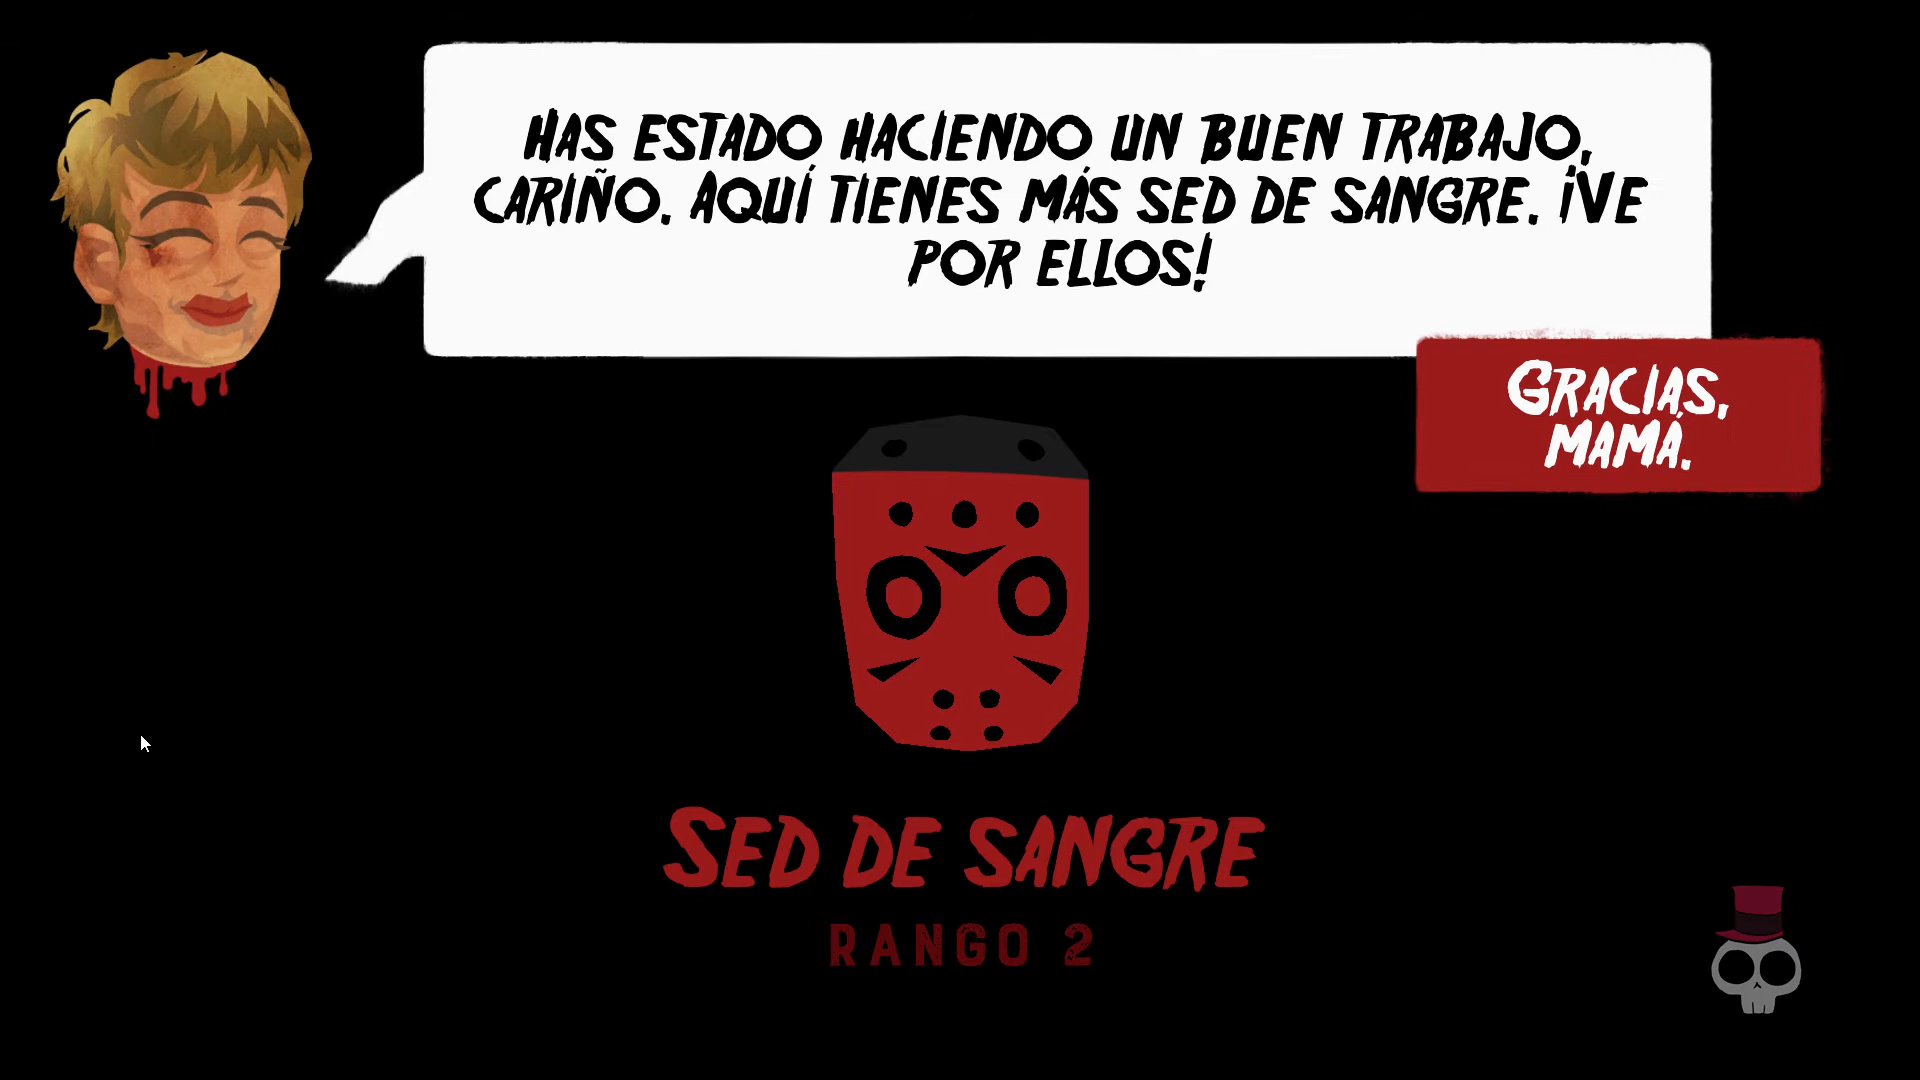 HAS ESTADO HACIENDO UN BUEN TRABAJO,
CARIÑO. AQUÍ TIENES MÁS SED DE SANGRE. ¡VE
POR ELLOS!
GRACIAS,
MAMÁ.
SED DE SANGRE
RANGO 2